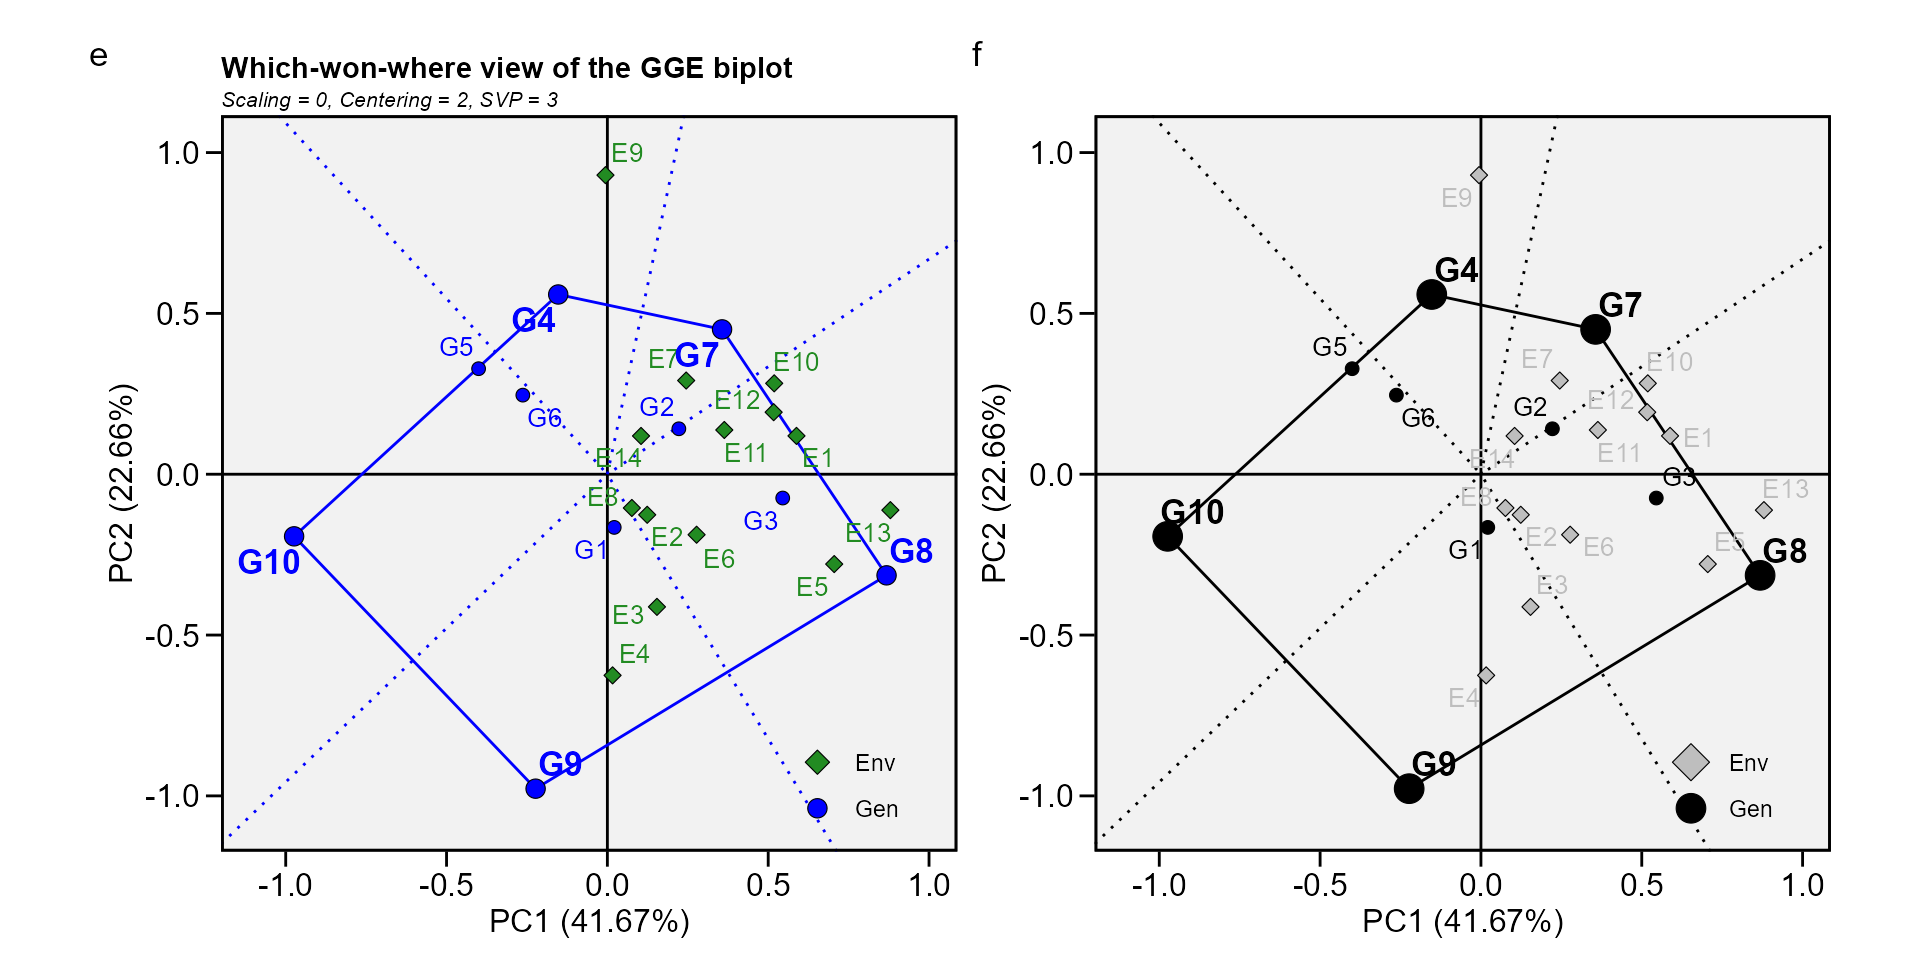 e
Which-won-where view of the GGE biplot
Scaling = 0, Centering = 2, SVP = 3
1.0
0.5
0.0
-0.5
-1.0
PC2 (22.66%)
E9
G4
G5
G6
E7
G7
E10
G2
E12
E14
E11
E1
E8
E2
G1
E6
G3
E13
G8
G10
E5
E3
E4
G9
Env
Gen
-1.0
-0.5
0.0
0.5
1.0
PC1 (41.67%)
f
1.0
0.5
0.0
-0.5
-1.0
PC2 (22.66%)
E9
G4
G7
G5
E7
E10
G6
G2
E12
E14
E11
E1
G3
E13
E8
G10
E2
G1
E6
E5
G8
E3
E4
G9
Env
Gen
-1.0
-0.5
0.0
0.5
1.0
PC1 (41.67%)